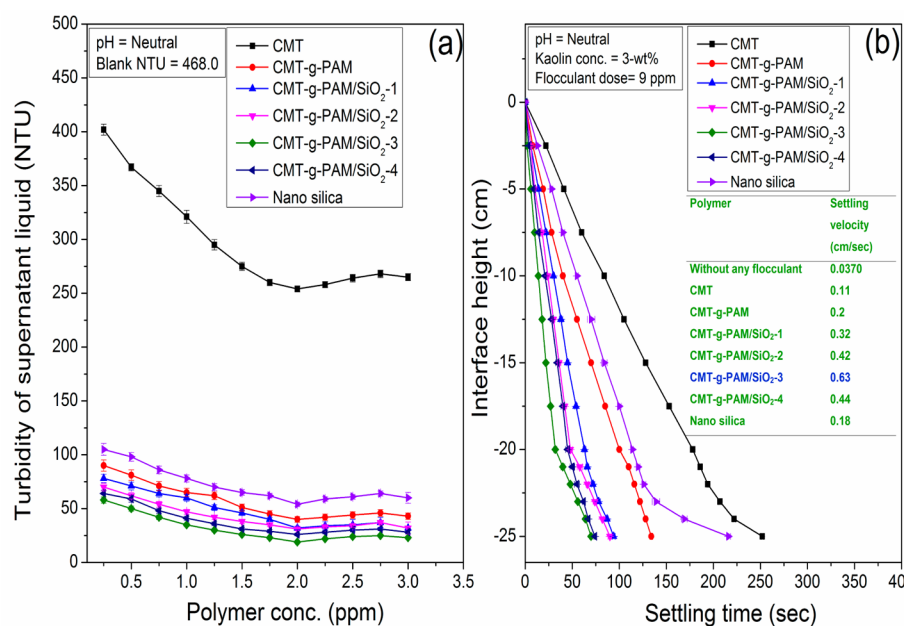 (a)
pH = Neutral
Blank NTU = 468.0
CMT
CMT-g-PAM
CMT-g-PAM/SiO₂-1
CMT-g-PAM/SiO₂-2
CMT-g-PAM/SiO₂-3
CMT-g-PAM/SiO₂-4
Nano silica
Turbidity of supernatant liquid (NTU)
500
450
400
350
300
250
200
150
100
50
0
0.5 1.0 1.5 2.0 2.5 3.0 3.5
Polymer conc. (ppm)
(b)
pH = Neutral
Kaolin conc. = 3-wt%
Flocculant dose= 9 ppm
CMT
CMT-g-PAM
CMT-g-PAM/SiO₂-1
CMT-g-PAM/SiO₂-2
CMT-g-PAM/SiO₂-3
CMT-g-PAM/SiO₂-4
Nano silica
Polymer Settling velocity (cm/sec)
Without any flocculant 0.0370
CMT 0.11
CMT-g-PAM 0.2
CMT-g-PAM/SiO₂-1 0.32
CMT-g-PAM/SiO₂-2 0.42
CMT-g-PAM/SiO₂-3 0.63
CMT-g-PAM/SiO₂-4 0.44
Nano silica 0.18
Interface height (cm)
0
-5
-10
-15
-20
-25
0 50 100 150 200 250 300 350 40
Settling time (sec)